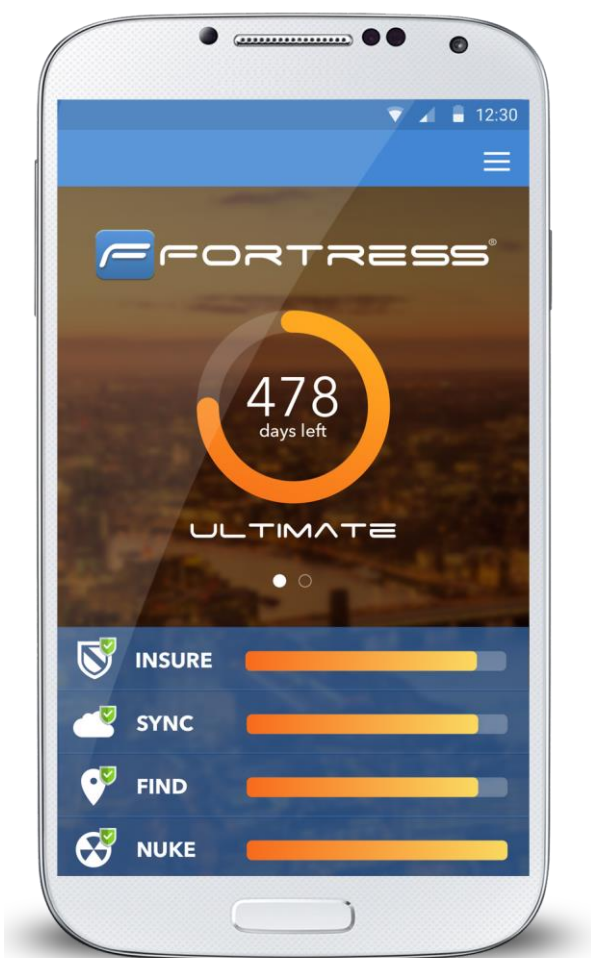 12:30
FORTRESS®
478
days left
ULTIMATE
INSURE
SYNC
FIND
NUKE